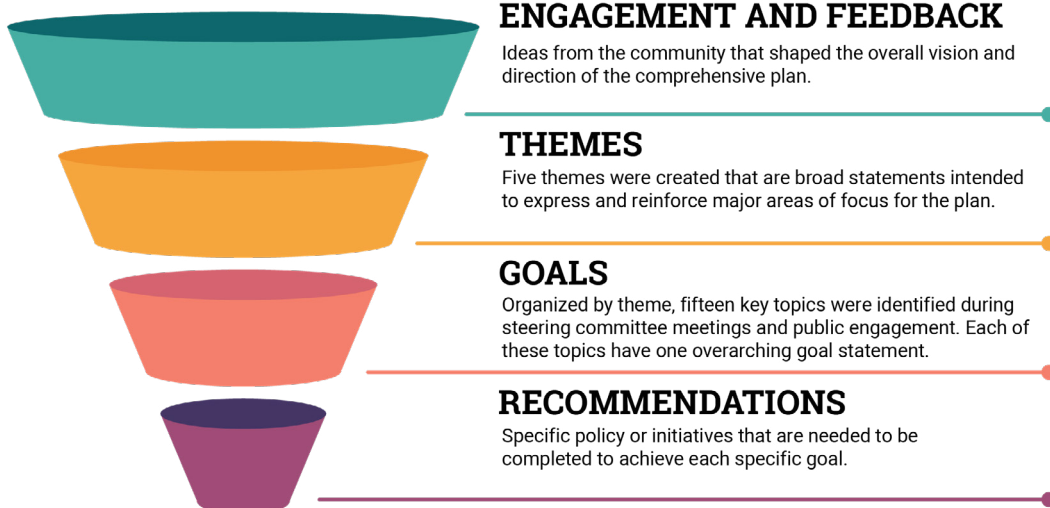 ENGAGEMENT AND FEEDBACK
Ideas from the community that shaped the overall vision and
direction of the comprehensive plan.
THEMES
Five themes were created that are broad statements intended
to express and reinforce major areas of focus for the plan.
GOALS
Organized by theme, fifteen key topics were identified during
steering committee meetings and public engagement. Each of
these topics have one overarching goal statement.
RECOMMENDATIONS
Specific policy or initiatives that are needed to be
completed to achieve each specific goal.